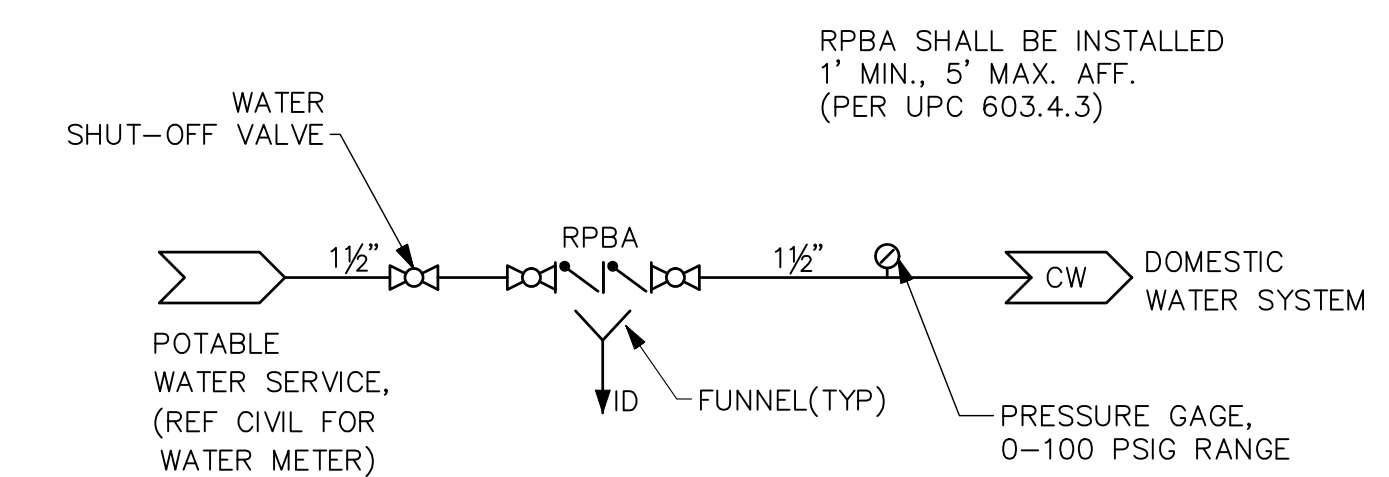 RPBA SHALL BE INSTALLED
1' MIN., 5' MAX. AFF.
(PER UPC 603.4.3)
WATER
SHUT-OFF VALVE
1½"
RPBA
1½"
CW
DOMESTIC
WATER SYSTEM
POTABLE
WATER SERVICE,
(REF CIVIL FOR
WATER METER)
ID
FUNNEL(TYP)
PRESSURE GAGE,
0-100 PSIG RANGE